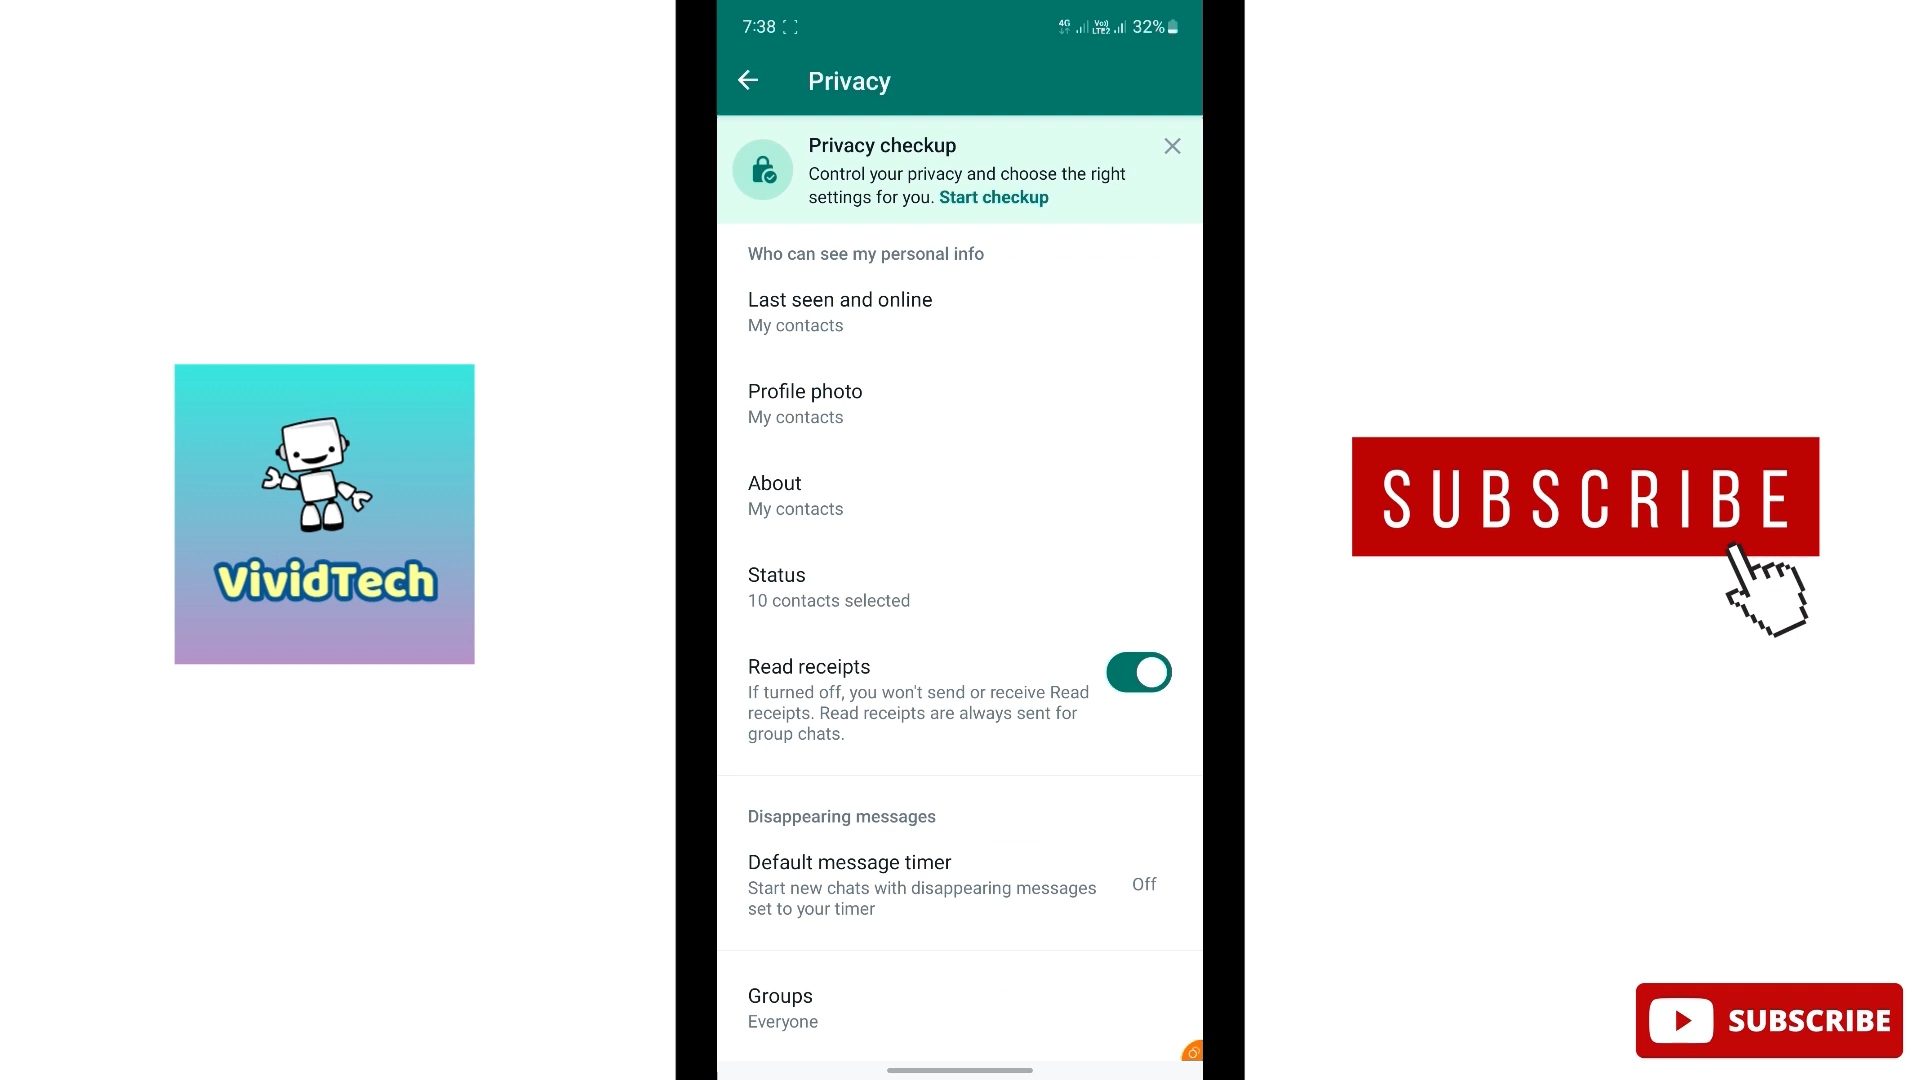 7:38
4G
Vo))
LTE2
32%
Privacy
Privacy checkup
Control your privacy and choose the right
settings for you. Start checkup
Who can see my personal info
Last seen and online
My contacts
Profile photo
My contacts
About
My contacts
Status
10 contacts selected
Read receipts
If turned off, you won't send or receive Read
receipts. Read receipts are always sent for
group chats.
Disappearing messages
Default message timer
Start new chats with disappearing messages
set to your timer
Off
Groups
Everyone
VividTech
SUBSCRIBE
SUBSCRIBE